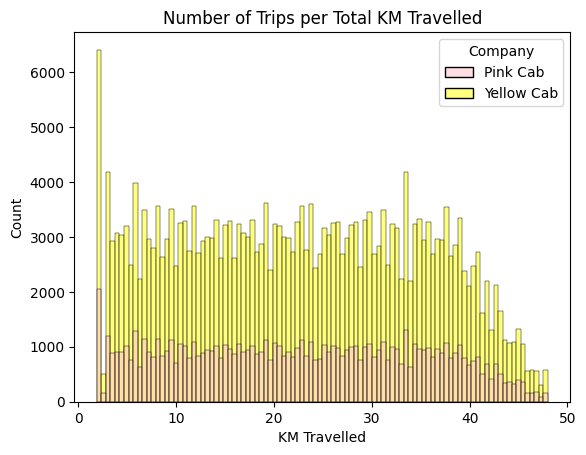 Number of Trips per Total KM Travelled
Company
Pink Cab
Yellow Cab
Count
6000
5000
4000
3000
2000
1000
0
0 10 20 30 40 50
KM Travelled